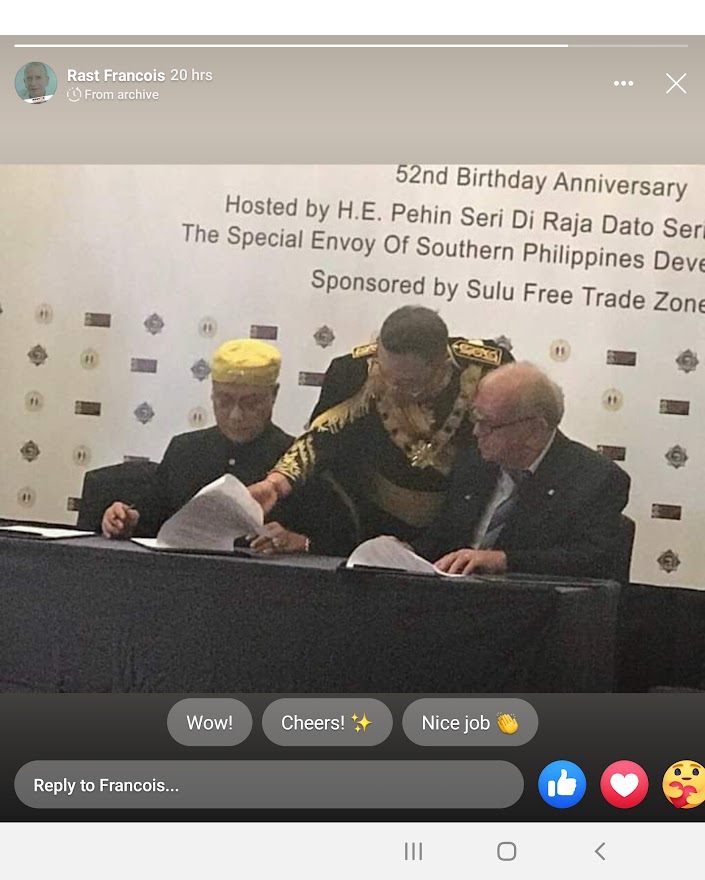 Rast Francois 20 hrs
From archive
52nd Birthday Anniversary
Hosted by H.E. Pehin Seri Di Raja Dato Seri
The Special Envoy Of Southern Philippines Deve
Sponsored by Sulu Free Trade Zone
Wow!
Cheers! ✨
Nice job 👏
Reply to Francois...